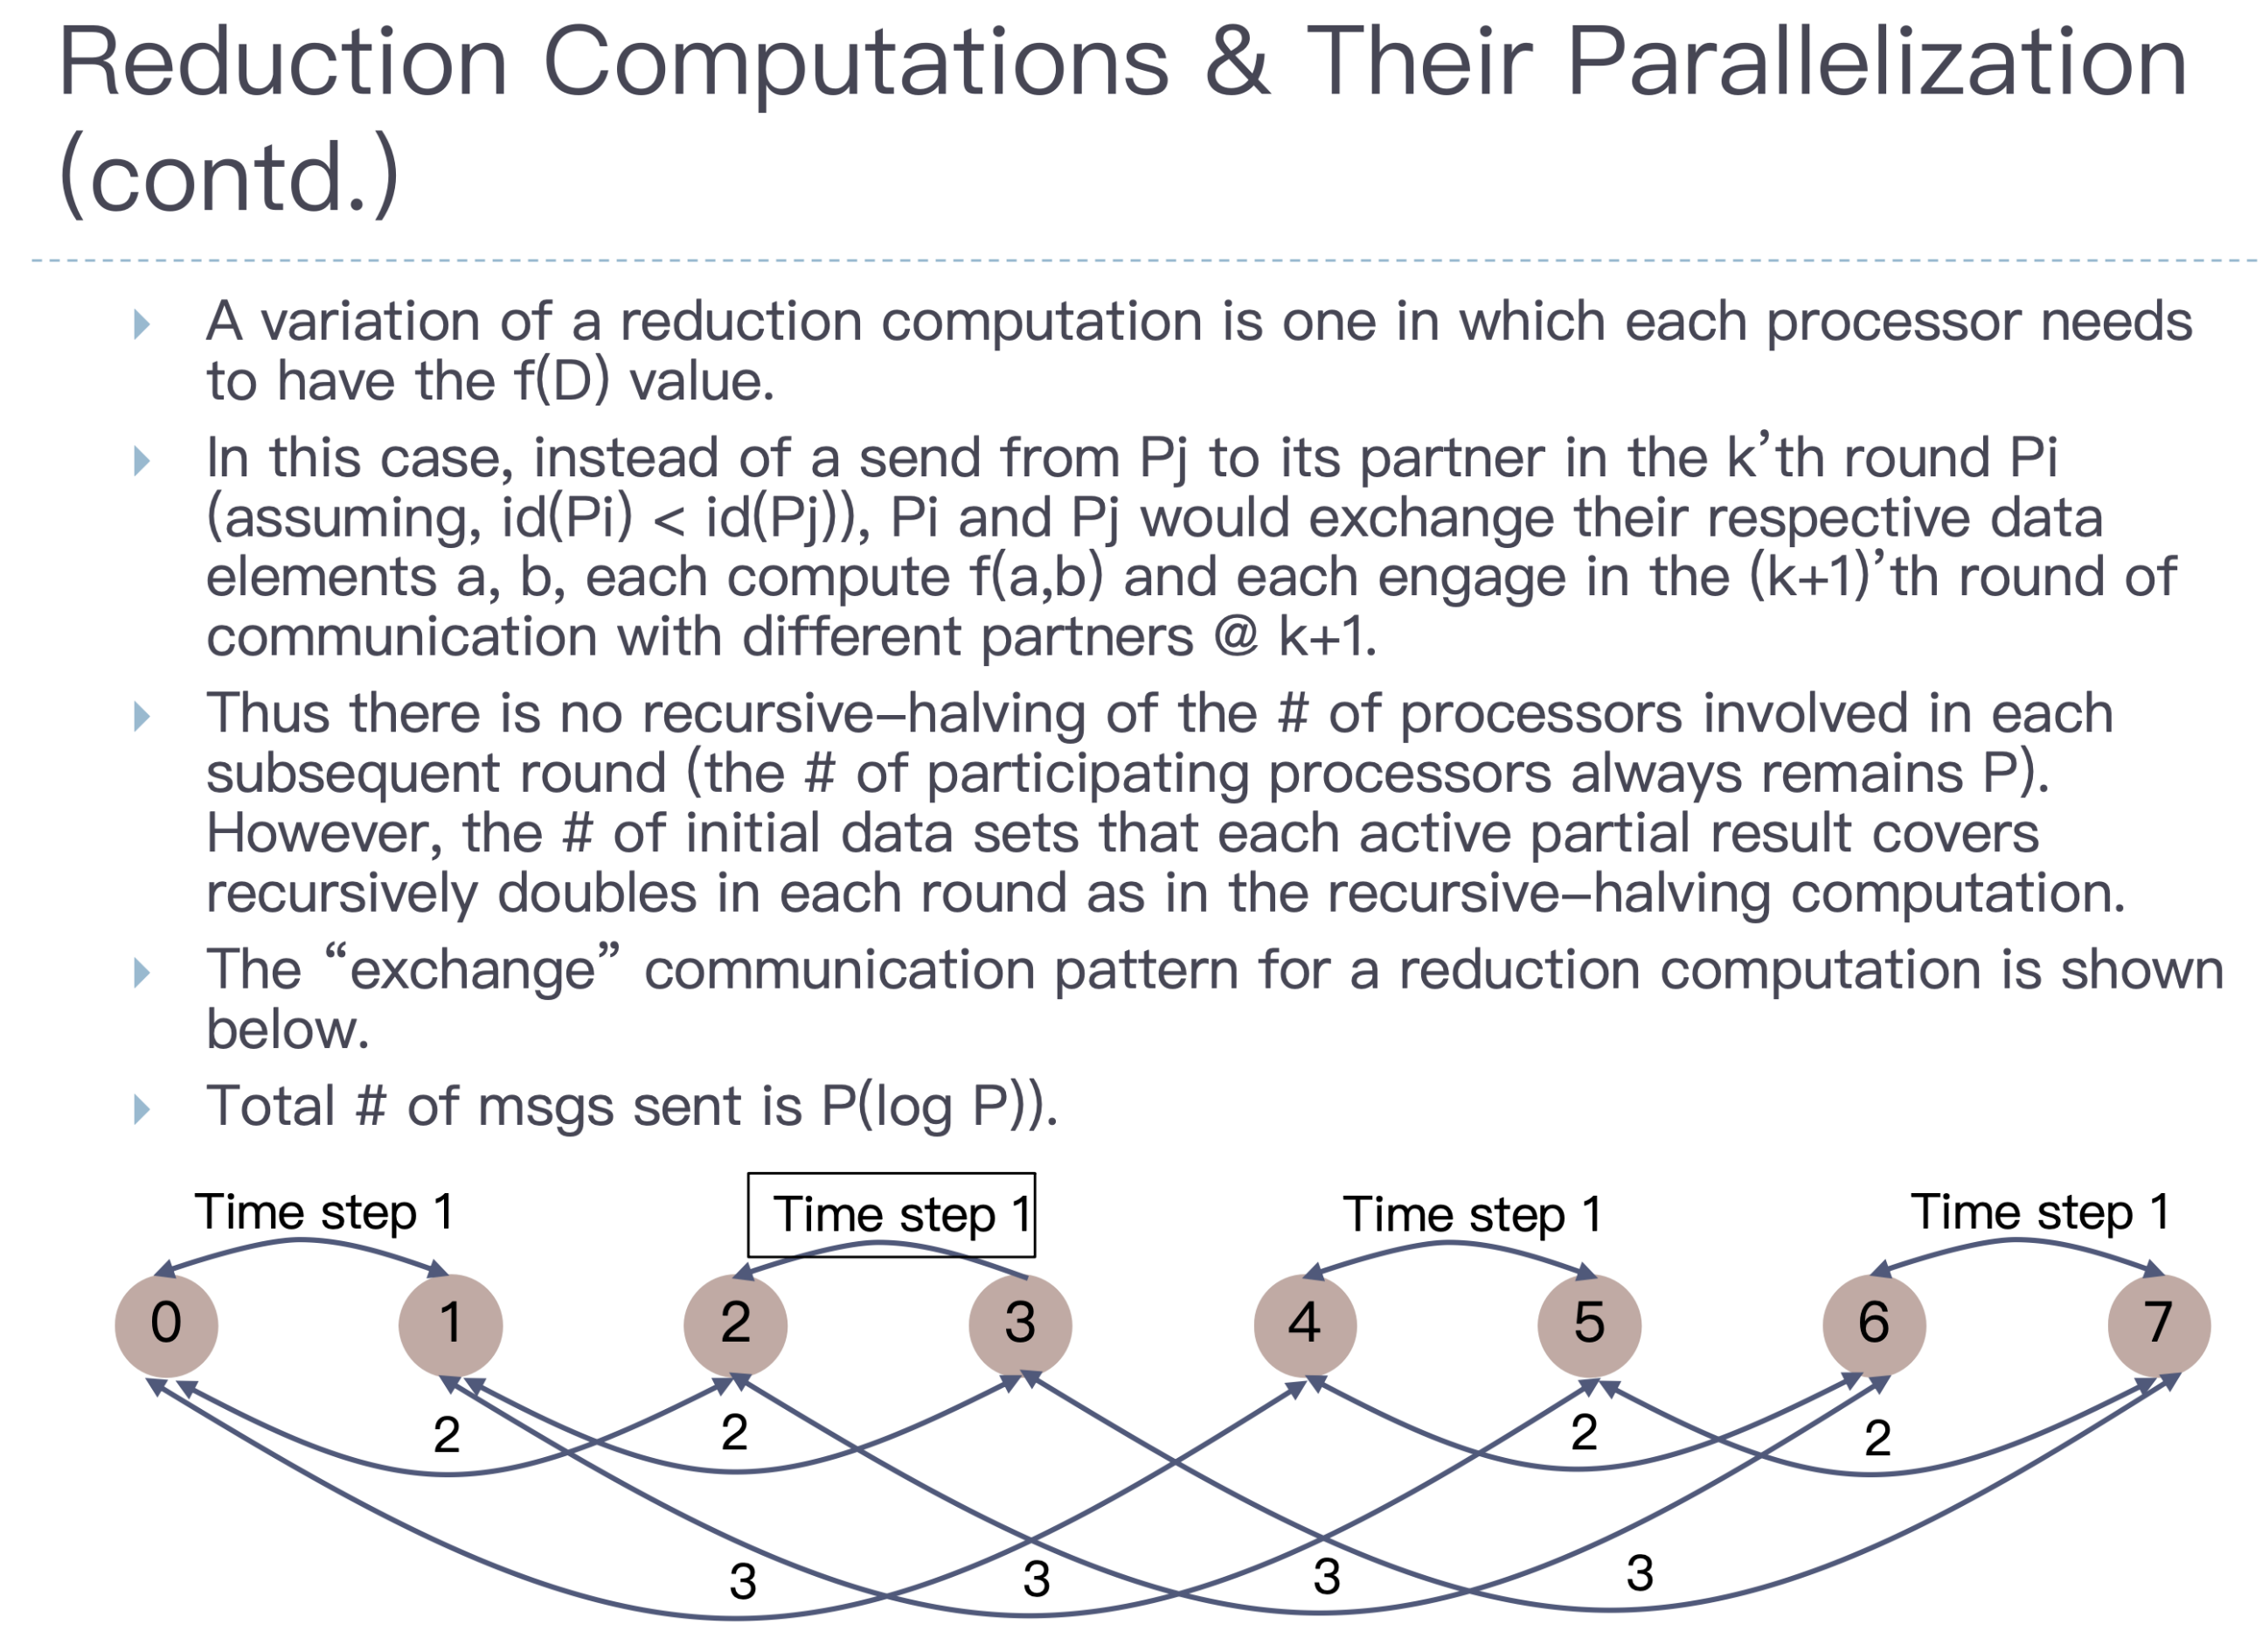 Reduction Computations & Their Parallelization
(contd.)
A variation of a reduction computation is one in which each processor needs
to have the f(D) value.
In this case, instead of a send from Pj to its partner in the k’th round Pi
(assuming, id(Pi) < id(Pj)), Pi and Pj would exchange their respective data
elements a, b, each compute f(a,b) and each engage in the (k+1)’th round of
communication with different partners @ k+1.
Thus there is no recursive–halving of the # of processors involved in each
subsequent round (the # of participating processors always remains P).
However, the # of initial data sets that each active partial result covers
recursively doubles in each round as in the recursive–halving computation.
The “exchange” communication pattern for a reduction computation is shown
below.
Total # of msgs sent is P(log P)).
Time step 1 Time step 1 Time step 1 Time step 1
0 1 2 3 4 5 6 7
2 2 2 2
3 3 3 3